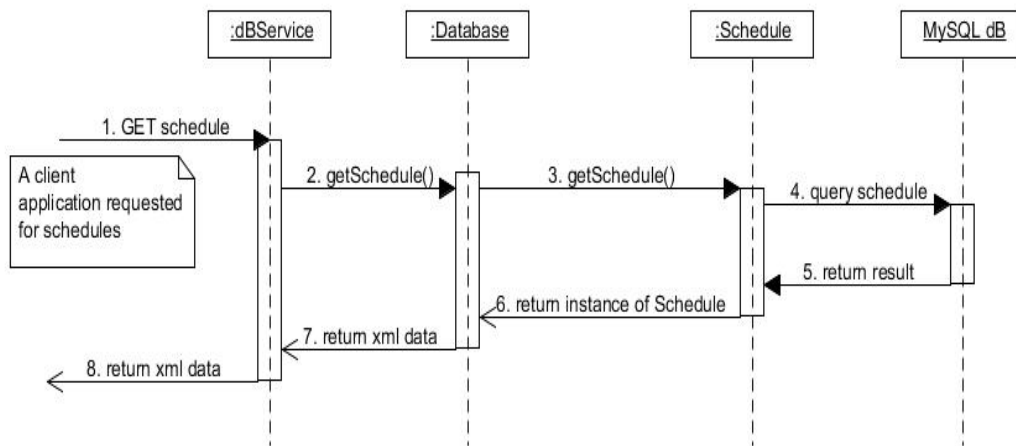 :dBService
:Database
:Schedule
MySQL dB
1. GET schedule
A client
application requested
for schedules
2. getSchedule()
3. getSchedule()
4. query schedule
5. return result
6. return instance of Schedule
7. return xml data
8. return xml data